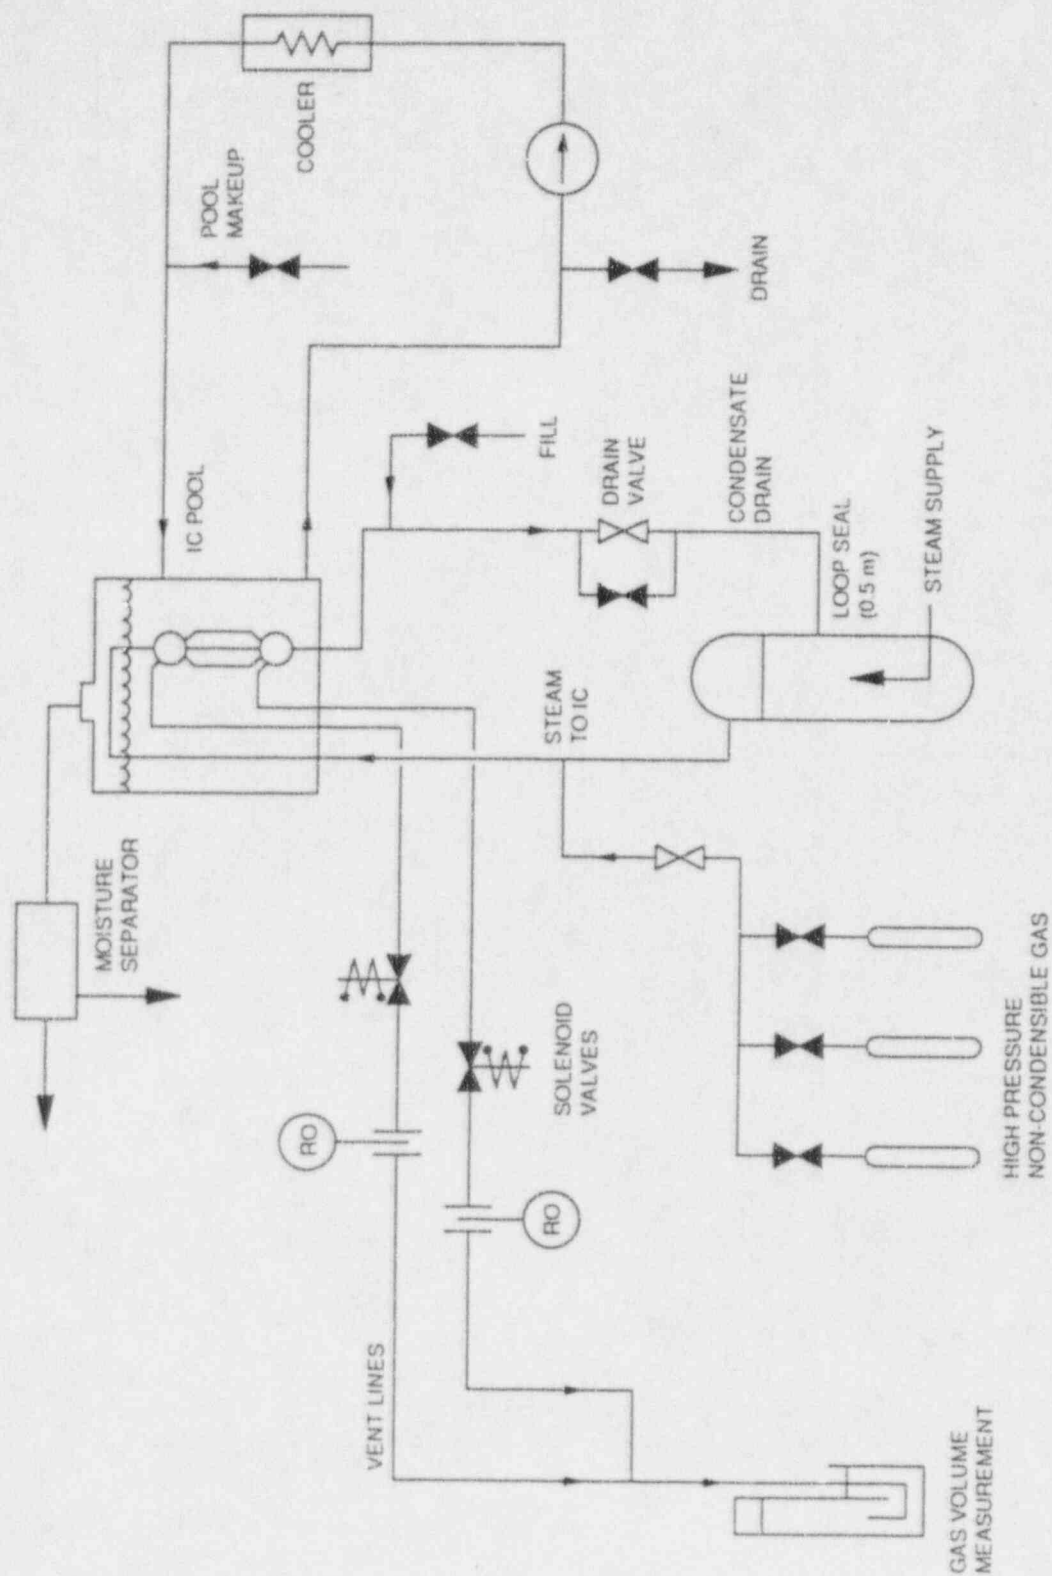 MOISTURE
SEPARATOR
IC POOL
POOL
MAKEUP
COOLER
DRAIN
FILL
DRAIN
VALVE
CONDENSATE
DRAIN
LOOP SEAL
(0.5 m)
STEAM SUPPLY
STEAM
TO IC
SOLENOID
VALVES
RO
RO
VENT LINES
HIGH PRESSURE
NON-CONDENSIBLE GAS
GAS VOLUME
MEASUREMENT